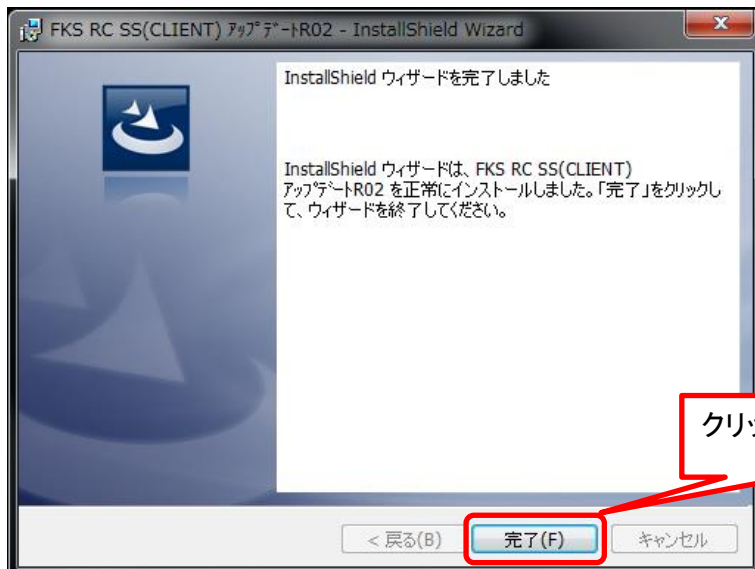 FKS RC SS(CLIENT) ｱｯﾌﾟﾃﾞｰﾄR02 - InstallShield Wizard
InstallShield ウィザードを完了しました
InstallShield ウィザードは、FKS RC SS(CLIENT)
ｱｯﾌﾟﾃﾞｰﾄR02 を正常にインストールしました。「完了」をクリックし
て、ウィザードを終了してください。
クリッ
< 戻る(B)
完了(F)
キャンセル